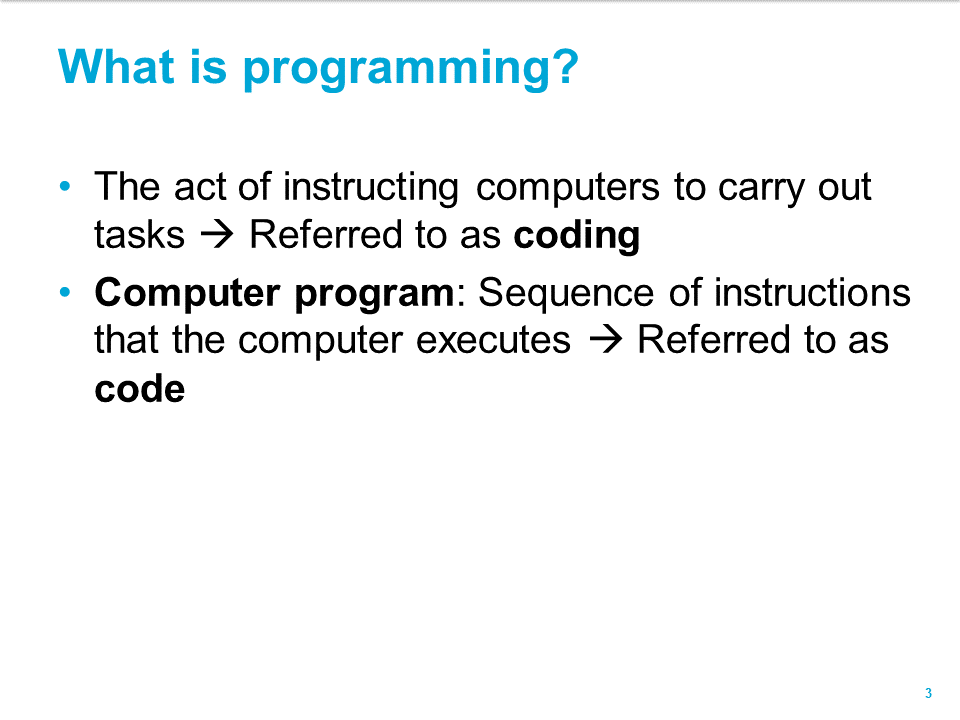 What is programming?
• The act of instructing computers to carry out
tasks → Referred to as coding
• Computer program: Sequence of instructions
that the computer executes → Referred to as
code
3